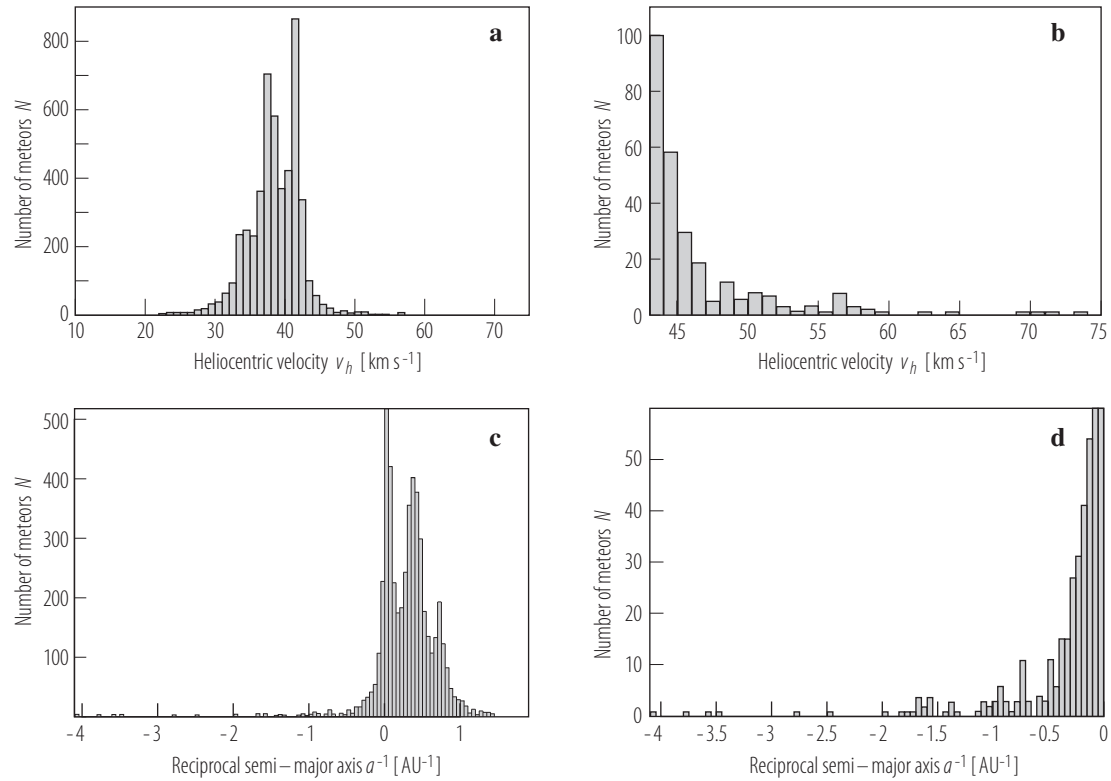 a
800
600
400
200
0
Number of meteors N
10 20 30 40 50 60 70
Heliocentric velocity v_h [km s⁻¹]
b
100
80
60
40
20
0
Number of meteors N
45 50 55 60 65 70 75
Heliocentric velocity v_h [km s⁻¹]
c
500
400
300
200
100
Number of meteors N
-4 -3 -2 -1 0 1
Reciprocal semi–major axis a⁻¹ [AU⁻¹]
d
50
40
30
20
10
0
Number of meteors N
-4 -3.5 -3 -2.5 -2 -1.5 -1 -0.5 0
Reciprocal semi–major axis a⁻¹ [AU⁻¹]